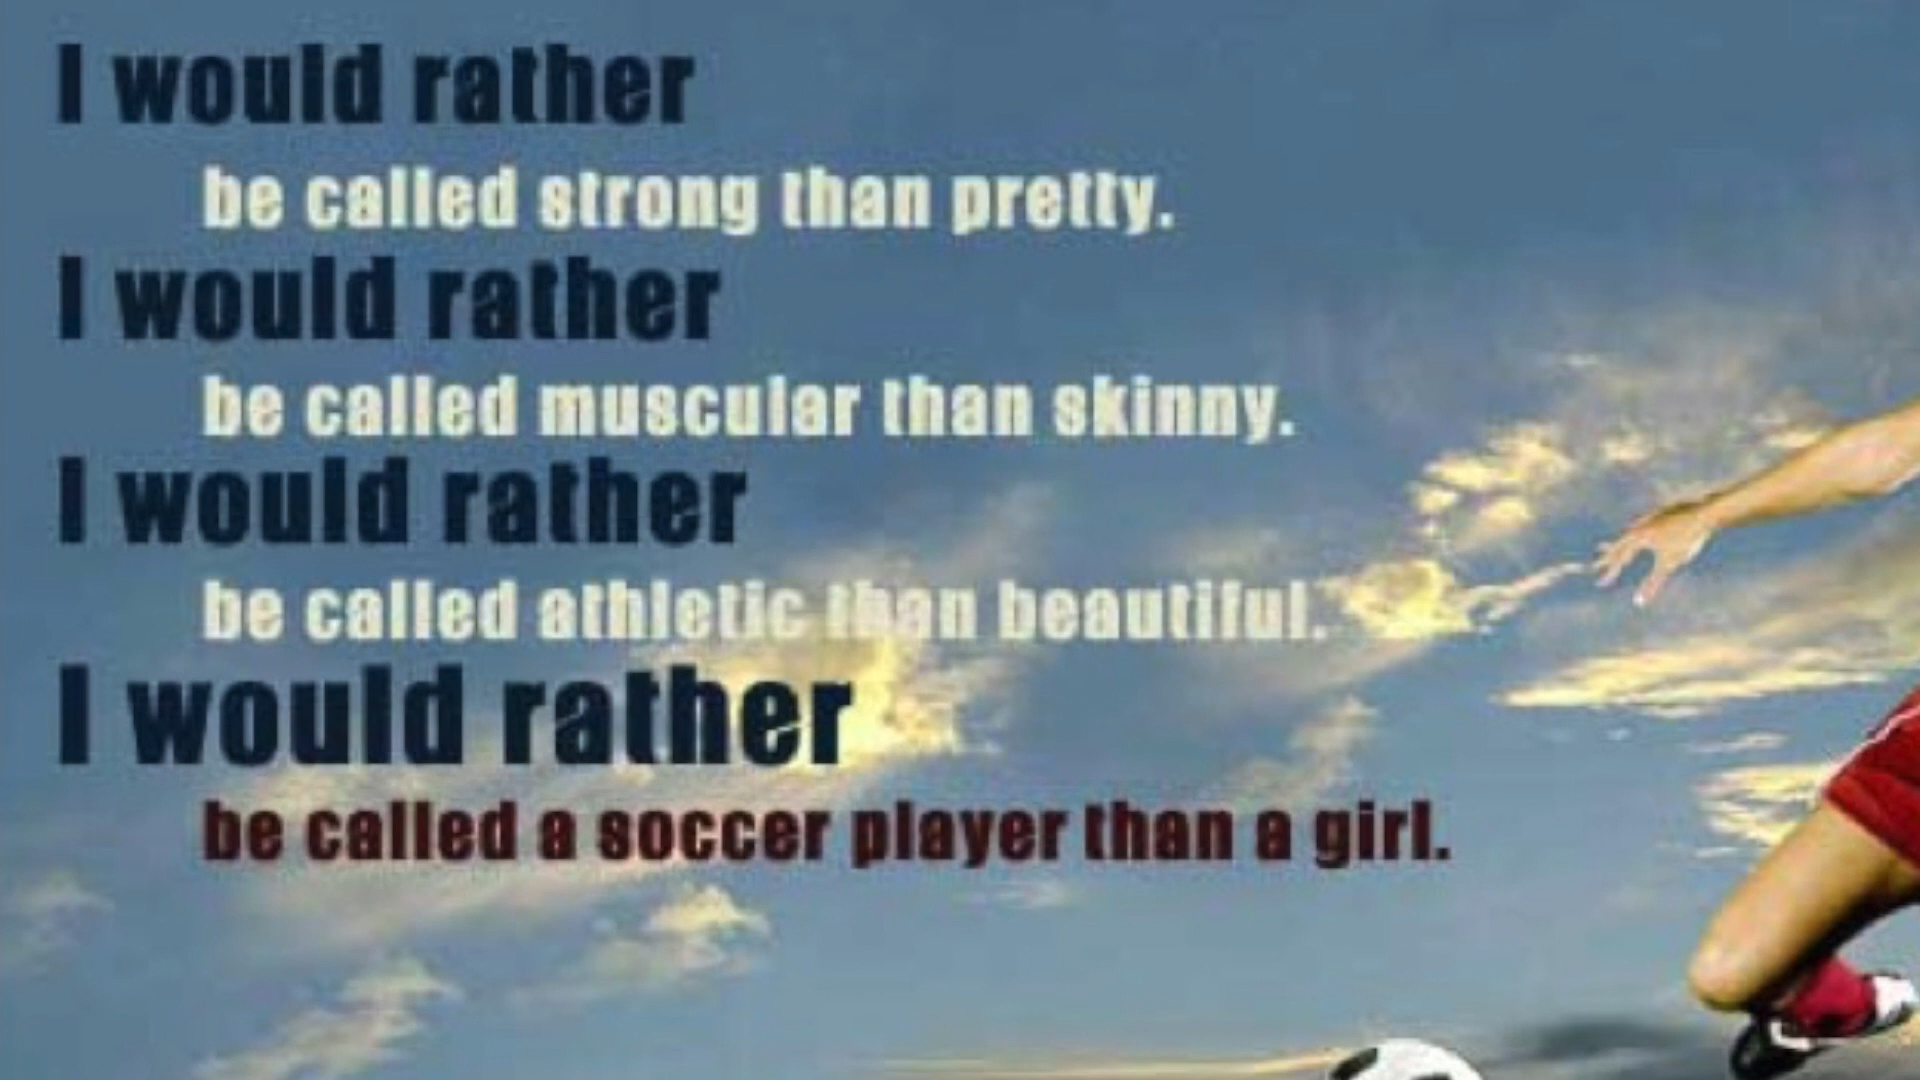 I would rather
be called strong than pretty.
I would rather
be called muscular than skinny.
I would rather
be called athletic than beautiful.
I would rather
be called a soccer player than a girl.